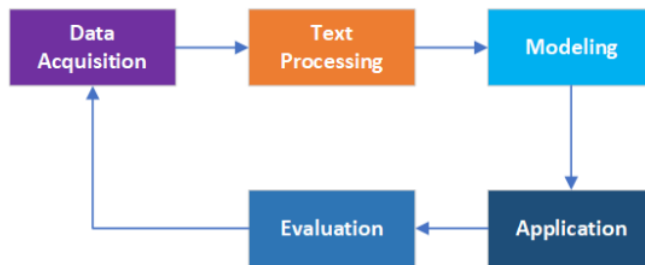 Data
Acquisition
Text
Processing
Modeling
Evaluation
Application